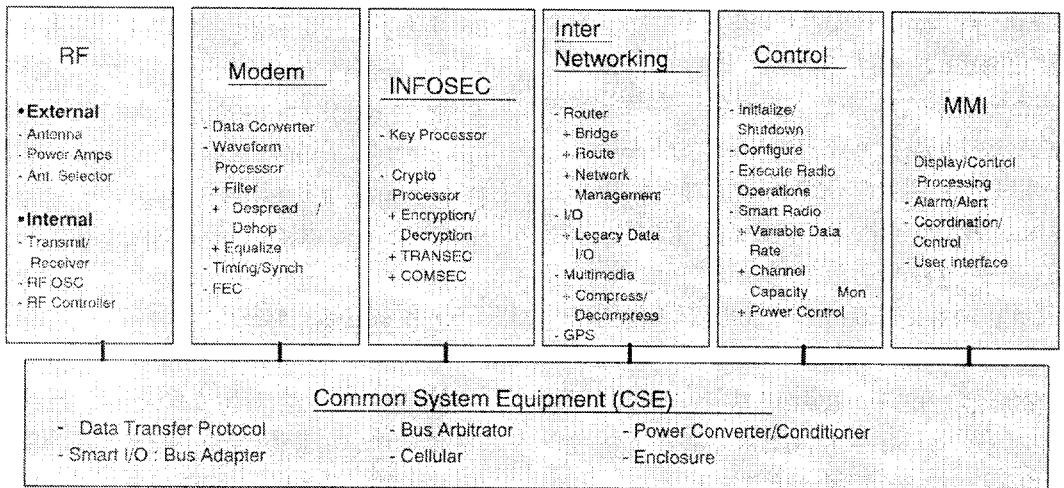 RF
•External
- Antenna
- Power Amps
- Ant. Selector
•Internal
- Transmit/
Receiver
- RF OSC
- RF Controller
Modem
- Data Converter
- Waveform
Processor
+ Filter
+ Despread /
Dehop
+ Equalize
- Timing/Synch
- FEC
INFOSEC
- Key Processor
- Crypto
Processor
+ Encryption/
Decryption
+ TRANSEC
+ COMSEC
Inter
Networking
- Router
+ Bridge
+ Route
+ Network
Management
- I/O
+ Legacy Data
I/O
- Multimedia
+ Compress/
Decompress
- GPS
Control
- Initialize/
Shutdown
- Configure
- Execute Radio
Operations
- Smart Radio
+ Variable Data
Rate
+ Channel
Capacity Mon
+ Power Control
MMI
- Display/Control
Processing
- Alarm/Alert
- Coordination/
Control
- User Interface
Common System Equipment (CSE)
- Data Transfer Protocol
- Smart I/O : Bus Adapter
- Bus Arbitrator
- Cellular
- Power Converter/Conditioner
- Enclosure